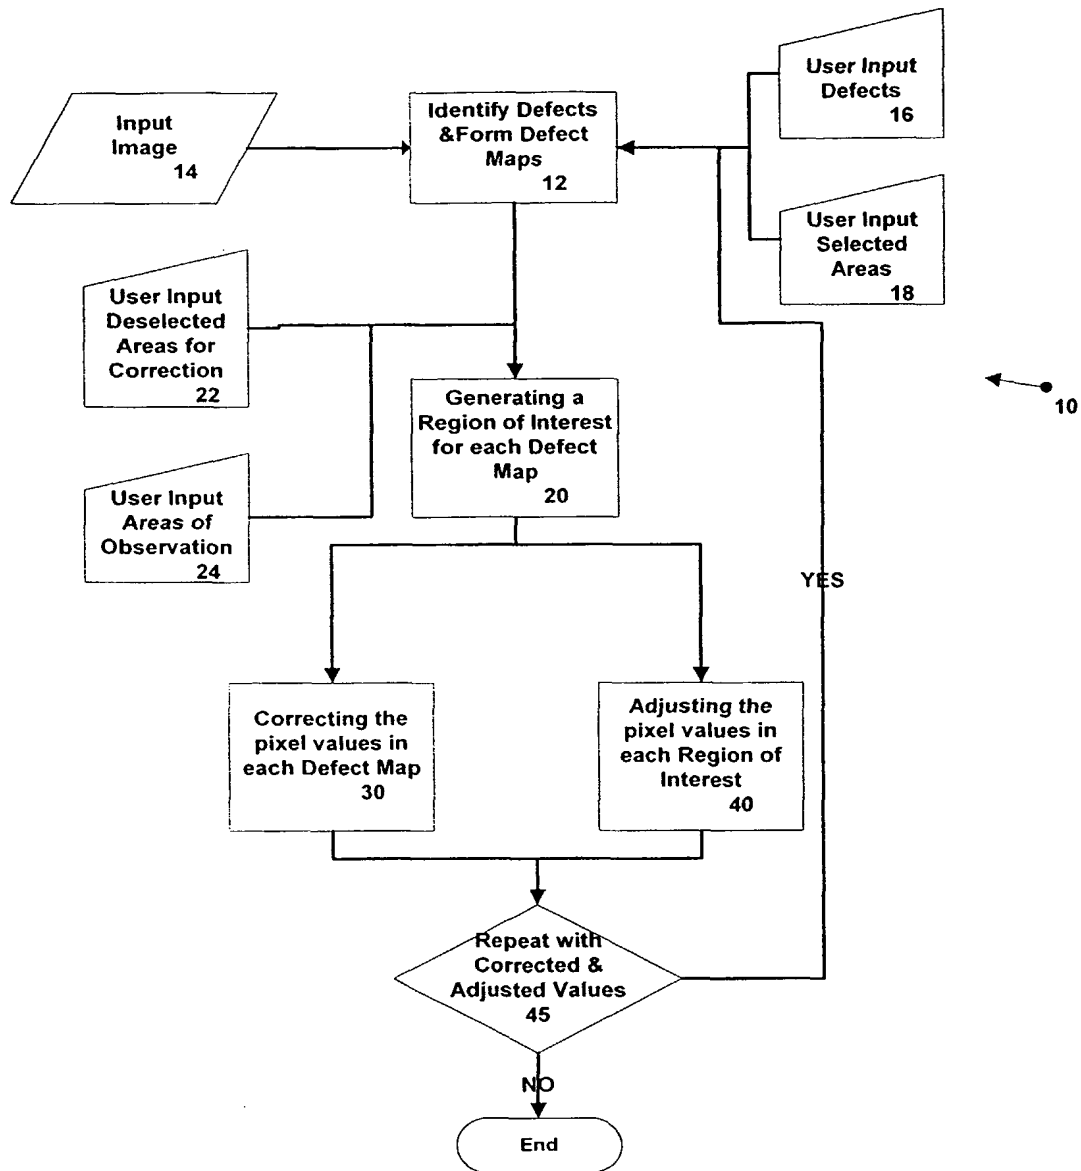 User Input
Defects
16
Input
Image
14
Identify Defects
&Form Defect
Maps
12
User Input
Selected
Areas
18
User Input
Deselected
Areas for
Correction
22
Generating a
Region of Interest
for each Defect
Map
20
10
User Input
Areas of
Observation
24
YES
Correcting the
pixel values in
each Defect Map
30
Adjusting the
pixel values in
each Region of
Interest
40
Repeat with
Corrected &
Adjusted Values
45
NO
End